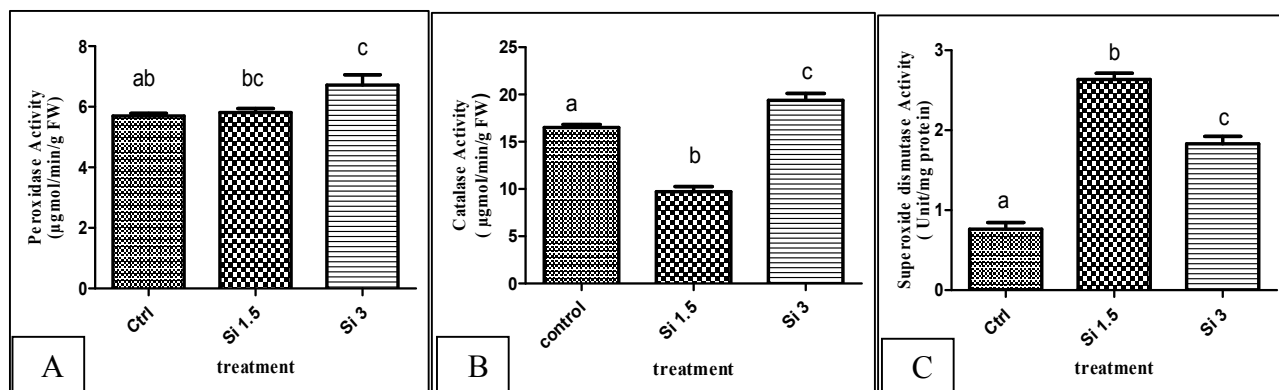 Peroxidase Activity
(µgmol/min/g FW)
8
6
4
2
0
ab
bc
c
Ctrl
Si 1.5
Si 3
treatment
A
Catalase Activity
( µgmol/min/g FW)
25
20
15
10
5
0
a
b
c
control
Si 1.5
Si 3
treatment
B
Superoxide dismutase Activity
( Unit/mg protein)
3
2
1
0
a
b
c
Ctrl
Si 1.5
Si 3
treatment
C